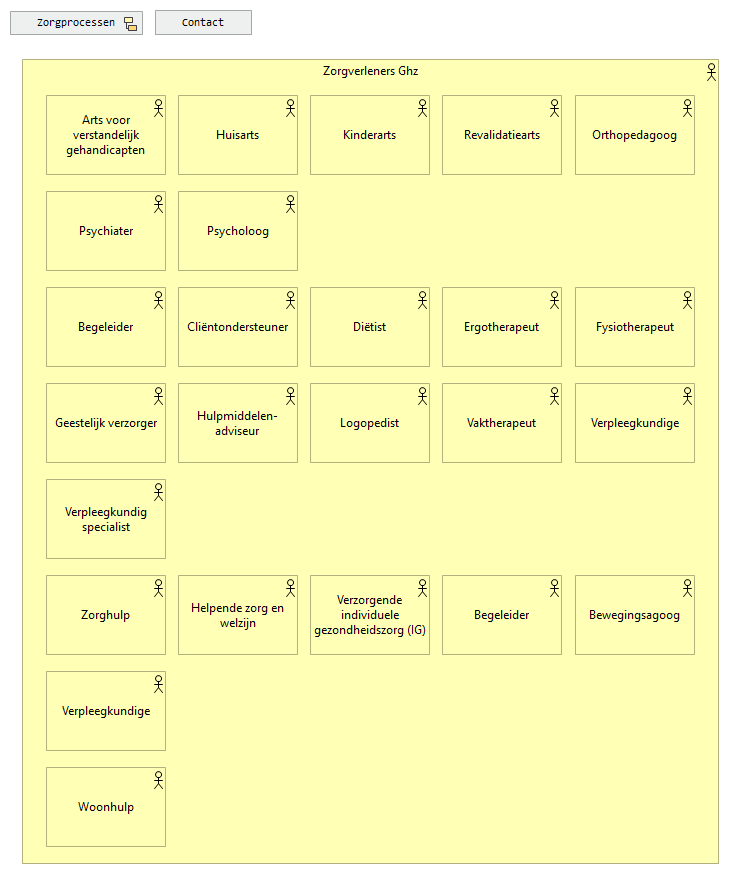 Zorgprocessen
Contact
Zorgverleners Ghz
Arts voor
verstandelijk
gehandicapten
Huisarts
Kinderarts
Revalidatiearts
Orthopedagoog
Psychiater
Psycholoog
Begeleider
Cliëntondersteuner
Diëtist
Ergotherapeut
Fysiotherapeut
Geestelijk verzorger
Hulpmiddelen-
adviseur
Logopedist
Vaktherapeut
Verpleegkundige
Verpleegkundig
specialist
Zorghulp
Helpende zorg en
welzijn
Verzorgende
individuele
gezondheidszorg (IG)
Begeleider
Bewegingsagoog
Verpleegkundige
Woonhulp